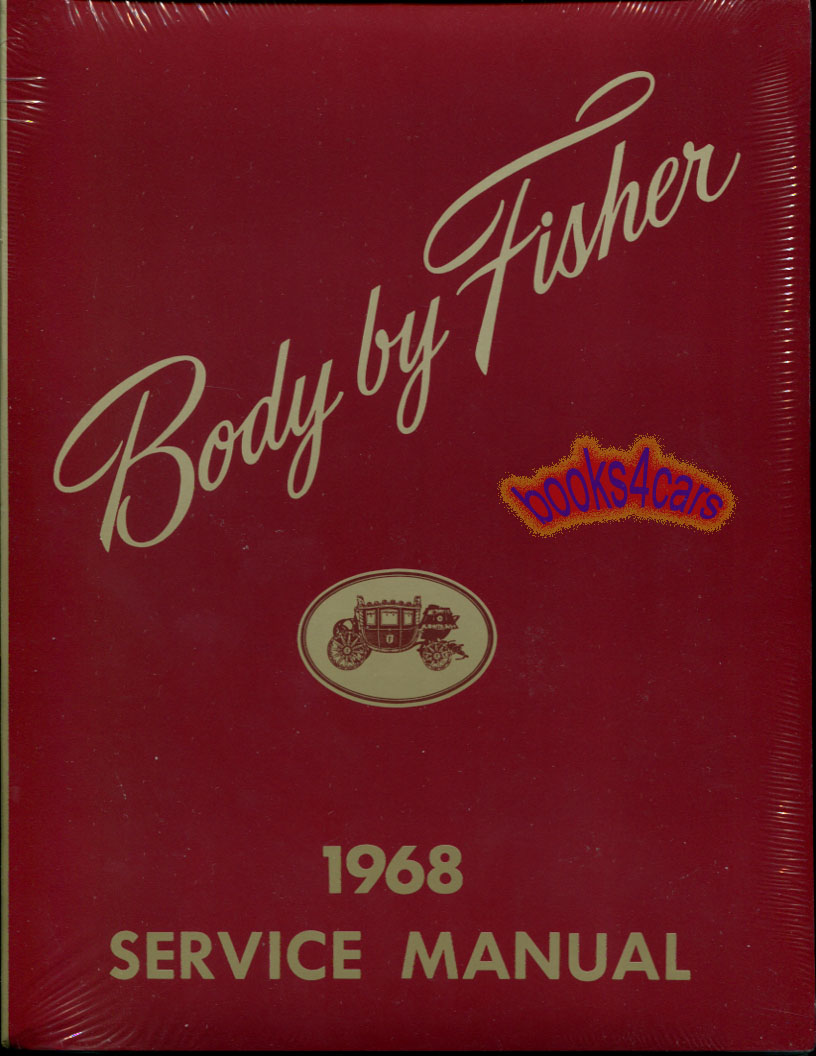 Body by Fisher
books4cars
1968
SERVICE MANUAL